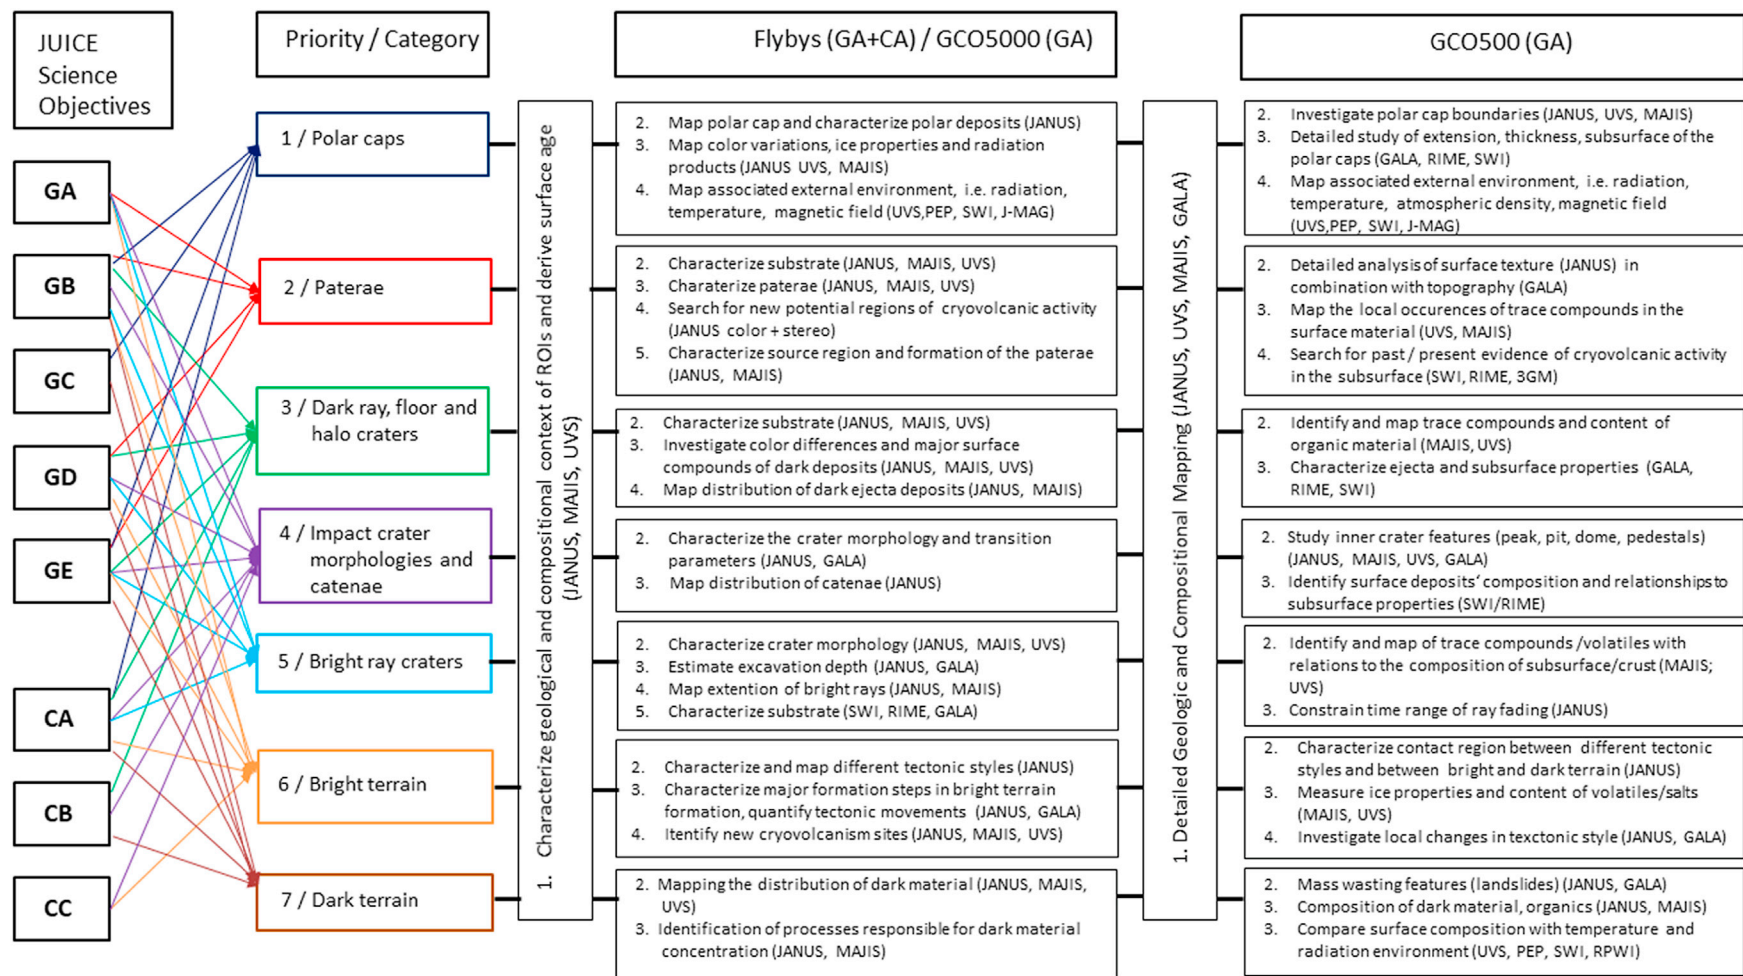 JUICE
Science
Objectives
GA
GB
GC
GD
GE
CA
CB
CC
Priority / Category
1 / Polar caps
2 / Paterae
3 / Dark ray, floor and
halo craters
4 / Impact crater
morphologies and
catenae
5 / Bright ray craters
6 / Bright terrain
7 / Dark terrain
1. Characterize geological and compositional context of ROIs and derive surface age
(JANUS, MAJIS, UVS)
Flybys (GA+CA) / GCO5000 (GA)
2. Map polar cap and characterize polar deposits (JANUS)
3. Map color variations, ice properties and radiation
products (JANUS UVS, MAJIS)
4. Map associated external environment, i.e. radiation,
temperature, magnetic field (UVS,PEP, SWI, J-MAG)
2. Characterize substrate (JANUS, MAJIS, UVS)
3. Charaterize paterae (JANUS, MAJIS, UVS)
4. Search for new potential regions of cryovolcanic activity
(JANUS color + stereo)
5. Characterize source region and formation of the paterae
(JANUS, MAJIS)
2. Characterize substrate (JANUS, MAJIS, UVS)
3. Investigate color differences and major surface
compounds of dark deposits (JANUS, MAJIS, UVS)
4. Map distribution of dark ejecta deposits (JANUS, MAJIS)
2. Characterize the crater morphology and transition
parameters (JANUS, GALA)
3. Map distribution of catenae (JANUS)
2. Characterize crater morphology (JANUS, MAJIS, UVS)
3. Estimate excavation depth (JANUS, GALA)
4. Map extention of bright rays (JANUS, MAJIS)
5. Characterize substrate (SWI, RIME, GALA)
2. Characterize and map different tectonic styles (JANUS)
3. Characterize major formation steps in bright terrain
formation, quantify tectonic movements (JANUS, GALA)
4. Itentify new cryovolcanism sites (JANUS, MAJIS, UVS)
2. Mapping the distribution of dark material (JANUS, MAJIS,
UVS)
3. Identification of processes responsible for dark material
concentration (JANUS, MAJIS)
1. Detailed Geologic and Compositional Mapping (JANUS, UVS, MAJIS, GALA)
GCO500 (GA)
2. Investigate polar cap boundaries (JANUS, UVS, MAJIS)
3. Detailed study of extension, thickness, subsurface of the
polar caps (GALA, RIME, SWI)
4. Map associated external environment, i.e. radiation,
temperature, atmospheric density, magnetic field
(UVS,PEP, SWI, J-MAG)
2. Detailed analysis of surface texture (JANUS) in
combination with topography (GALA)
3. Map the local occurences of trace compounds in the
surface material (UVS, MAJIS)
4. Search for past / present evidence of cryovolcanic activity
in the subsurface (SWI, RIME, 3GM)
2. Identify and map trace compounds and content of
organic material (MAJIS, UVS)
3. Characterize ejecta and subsurface properties (GALA,
RIME, SWI)
2. Study inner crater features (peak, pit, dome, pedestals)
(JANUS, MAJIS, UVS, GALA)
3. Identify surface deposits‘ composition and relationships to
subsurface properties (SWI/RIME)
2. Identify and map of trace compounds /volatiles with
relations to the composition of subsurface/crust (MAJIS;
UVS)
3. Constrain time range of ray fading (JANUS)
2. Characterize contact region between different tectonic
styles and between bright and dark terrain (JANUS)
3. Measure ice properties and content of volatiles/salts
(MAJIS, UVS)
4. Investigate local changes in texctonic style (JANUS, GALA)
2. Mass wasting features (landslides) (JANUS, GALA)
3. Composition of dark material, organics (JANUS, MAJIS)
3. Compare surface composition with temperature and
radiation environment (UVS, PEP, SWI, RPWI)